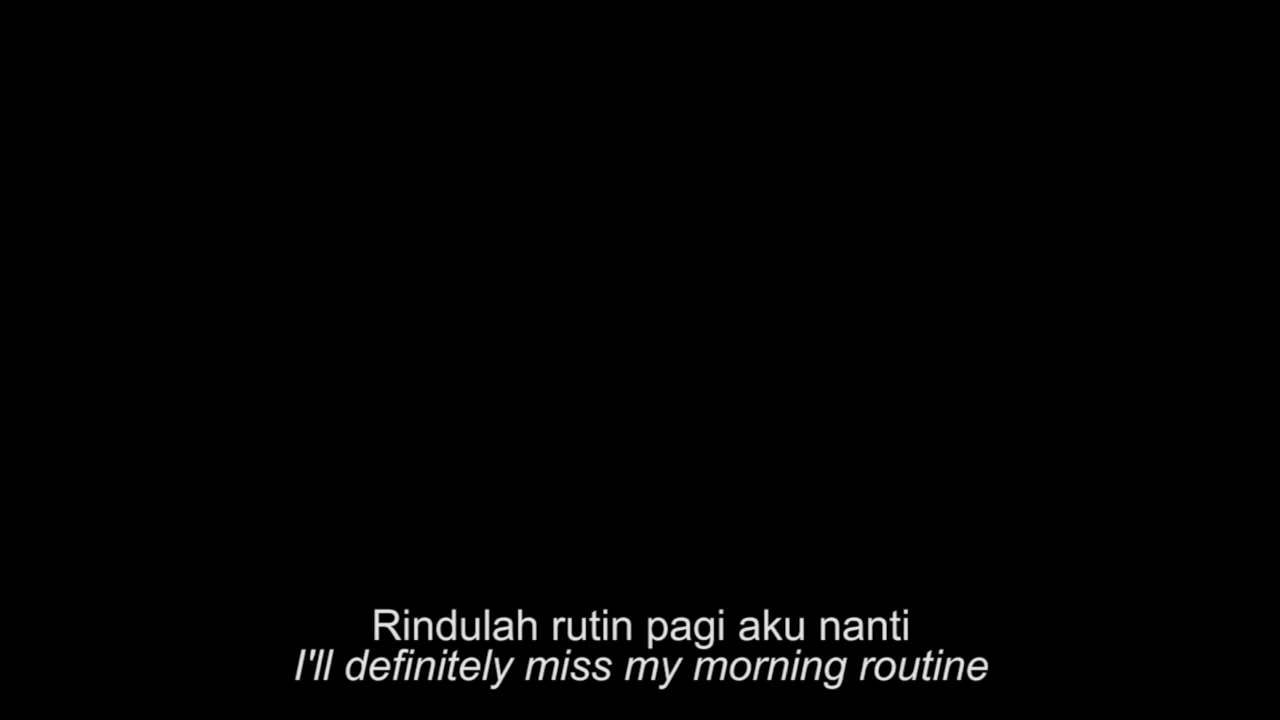 Rindulah rutin pagi aku nanti
I'll definitely miss my morning routine